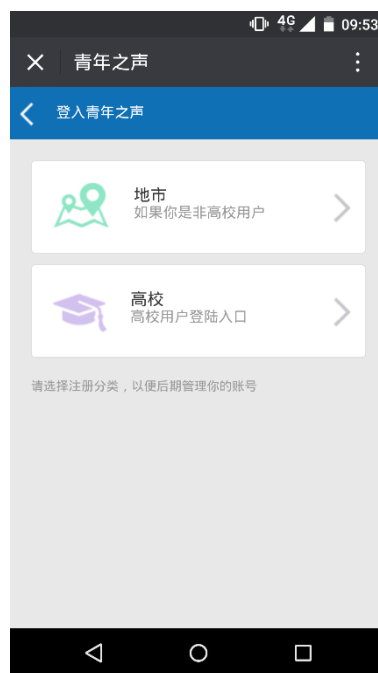 4G 09:53
青年之声
登入青年之声
地市
如果你是非高校用户
高校
高校用户登陆入口
请选择注册分类，以便后期管理你的账号